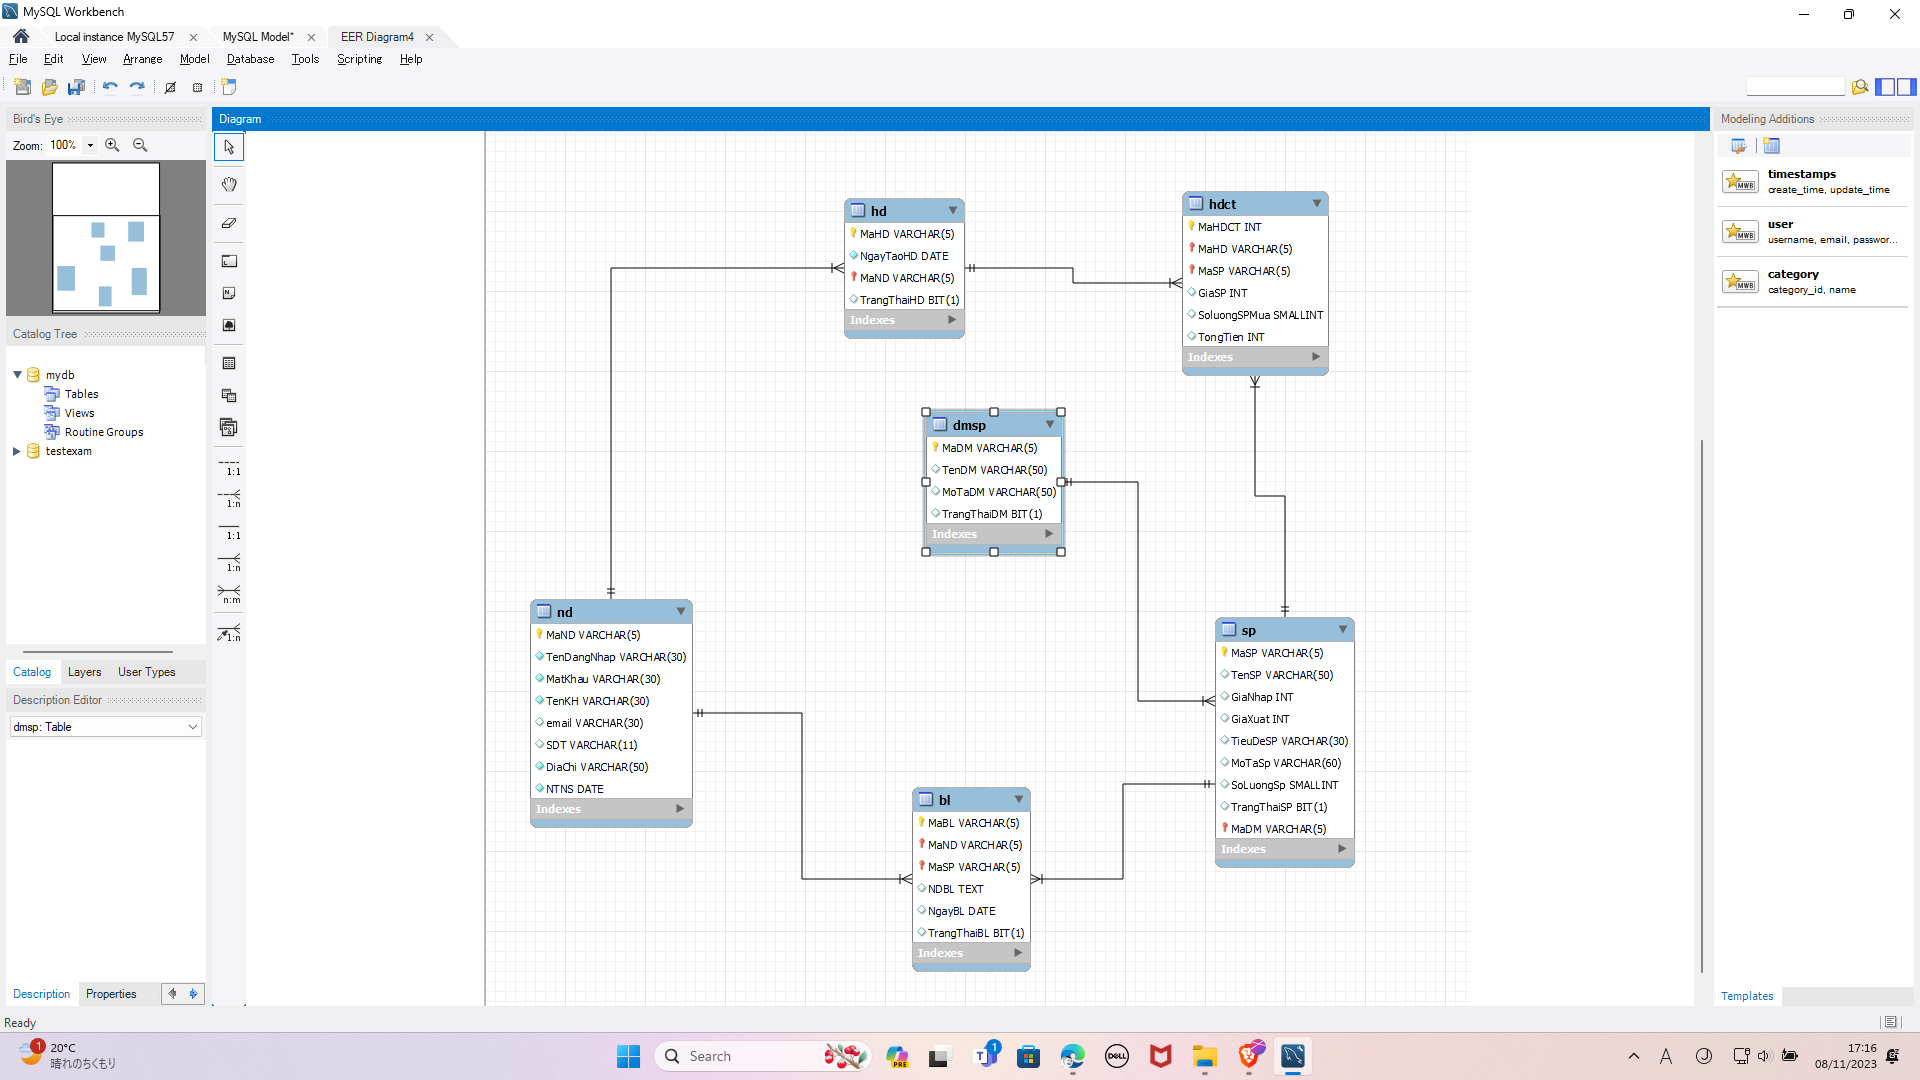 MySQL Workbench
Local instance MySQL57
MySQL Model*
EER Diagram4
File Edit View Arrange Model Database Tools Scripting Help
Bird's Eye
Zoom: 100%
Catalog Tree
mydb
Tables
Views
Routine Groups
testexam
Catalog Layers User Types
Description Editor
dmsp: Table
Description Properties
Ready
Diagram
1:1
1:n
1:1
1:n
n:m
1:n
hd
MaHD VARCHAR(5)
NgayTaoHD DATE
MaND VARCHAR(5)
TrangThaiHD BIT(1)
Indexes
hdct
MaHDCT INT
MaHD VARCHAR(5)
MaSP VARCHAR(5)
GiaSP INT
SoluongSPMua SMALLINT
TongTien INT
Indexes
dmsp
MaDM VARCHAR(5)
TenDM VARCHAR(50)
MoTaDM VARCHAR(50)
TrangThaiDM BIT(1)
Indexes
nd
MaND VARCHAR(5)
TenDangNhap VARCHAR(30)
MatKhau VARCHAR(30)
TenKH VARCHAR(30)
email VARCHAR(30)
SDT VARCHAR(11)
DiaChi VARCHAR(50)
NTNS DATE
Indexes
sp
MaSP VARCHAR(5)
TenSP VARCHAR(50)
GiaNhap INT
GiaXuat INT
TieuDeSP VARCHAR(30)
MoTaSp VARCHAR(60)
SoLuongSp SMALLINT
TrangThaiSP BIT(1)
MaDM VARCHAR(5)
Indexes
bl
MaBL VARCHAR(5)
MaND VARCHAR(5)
MaSP VARCHAR(5)
NDBL TEXT
NgayBL DATE
TrangThaiBL BIT(1)
Indexes
Modeling Additions
MWB
timestamps
create_time, update_time
MWB
user
username, email, passwor...
MWB
category
category_id, name
Templates
1
20°C
晴れのちくもり
Search
PRE
1
DELL
A
17:16
08/11/2023